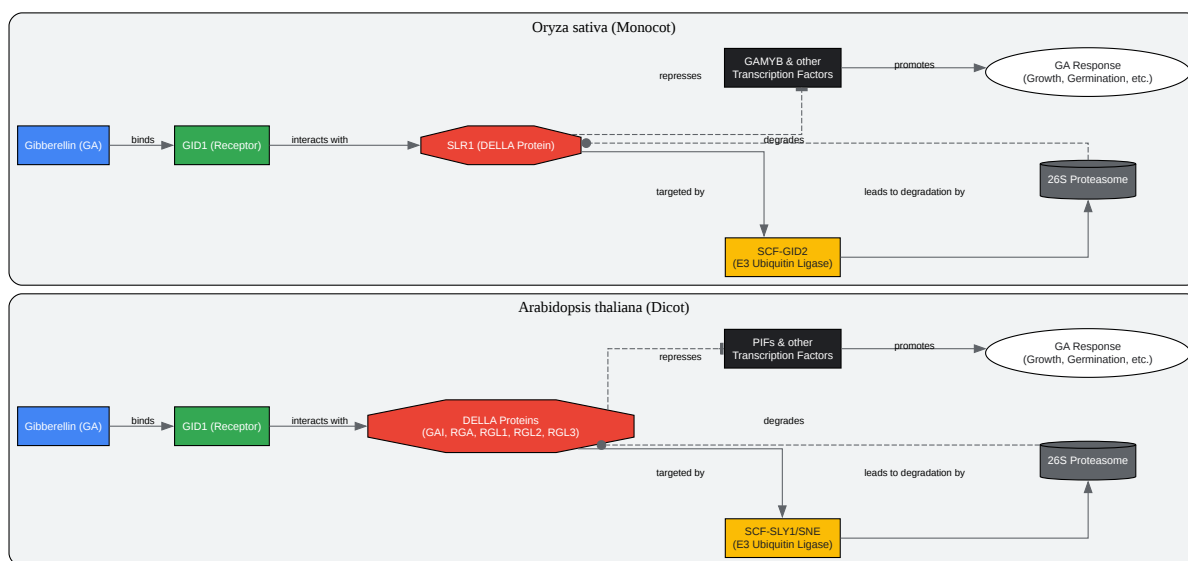 Oryza sativa (Monocot)
GAMYB & other
Transcription Factors
represses
promotes
GA Response
(Growth, Germination, etc.)
Gibberellin (GA)
binds
GID1 (Receptor)
interacts with
SLR1 (DELLA Protein)
degrades
26S Proteasome
targeted by
leads to degradation by
SCF-GID2
(E3 Ubiquitin Ligase)
Arabidopsis thaliana (Dicot)
PIFs & other
Transcription Factors
represses
promotes
GA Response
(Growth, Germination, etc.)
Gibberellin (GA)
binds
GID1 (Receptor)
interacts with
DELLA Proteins
(GAI, RGA, RGL1, RGL2, RGL3)
degrades
26S Proteasome
targeted by
leads to degradation by
SCF-SLY1/SNE
(E3 Ubiquitin Ligase)